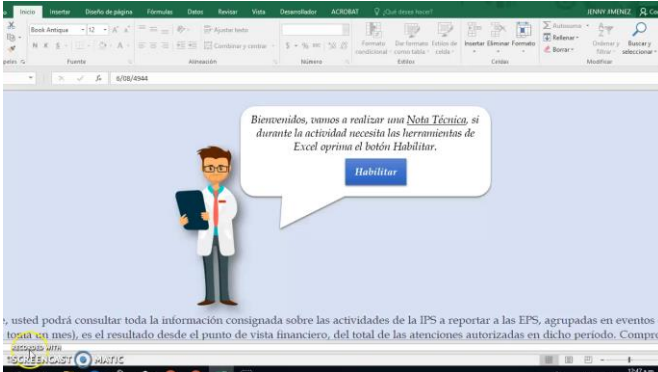 Inicio Insertar Diseño de página Fórmulas Datos Revisar Vista Desarrollador ACROBAT ¿Qué desea hacer? JENNY JIMENEZ
Book Antiqua 12 Ajustar texto Autosuma
N K S Combinar y centrar Formato condicional Dar formato como tabla Estilos de celda Insertar Eliminar Formato Rellenar Borrar Ordenar y filtrar Buscar y seleccionar
Fuente Alineación Número Estilos Celdas Modificar
6/08/4944
Bienvenidos, vamos a realizar una Nota Técnica, si
durante la actividad necesita las herramientas de
Excel oprima el botón Habilitar.
Habilitar
, usted podrá consultar toda la información consignada sobre las actividades de la IPS a reportar a las EPS, agrupadas en eventos
toma en mes), es el resultado desde el punto de vista financiero, del total de las atenciones autorizadas en dicho período.
RECORDED WITH
SCREENCAST MATIC